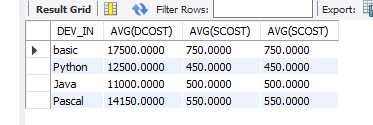 Result Grid Filter Rows: Export:
DEV_IN AVG(DCOST) AVG(SCOST) AVG(SCOST)
basic 17500.0000 750.0000 750.0000
Python 12500.0000 450.0000 450.0000
Java 11000.0000 500.0000 500.0000
Pascal 14150.0000 550.0000 550.0000